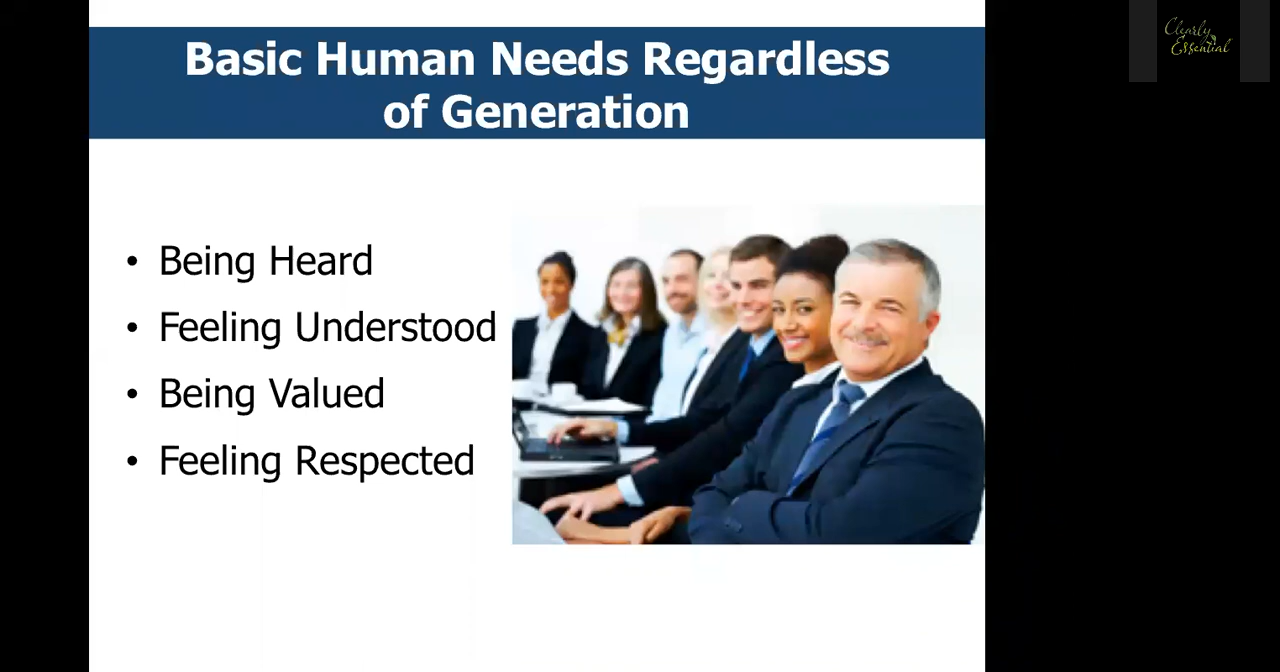 Basic Human Needs Regardless
of Generation
Clearly
Essential
• Being Heard
• Feeling Understood
• Being Valued
• Feeling Respected